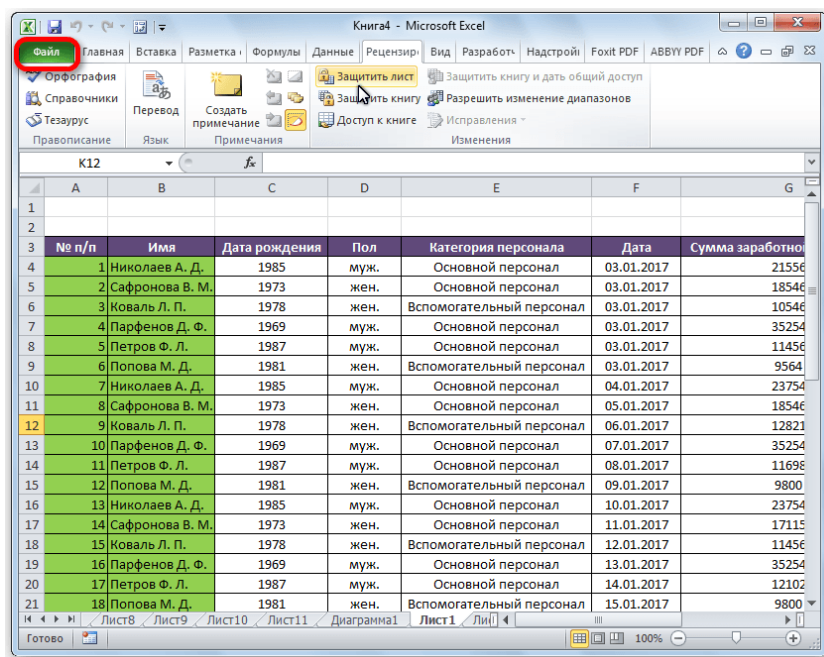 Книга4 - Microsoft Excel
Файл Главная Вставка Разметка Формулы Данные Рецензир Вид Разработ Надстрой Foxit PDF ABBYY PDF
Орфография
Справочники
Тезаурус
Правописание
Перевод
Язык
Создать
примечание
Примечания
Защитить лист
Защитить книгу
Доступ к книге
Защитить книгу и дать общий доступ
Разрешить изменение диапазонов
Исправления
Изменения
K12 fx
A B C D E F G
1
2
3 № п/п Имя Дата рождения Пол Категория персонала Дата Сумма заработно
4 1 Николаев А. Д. 1985 муж. Основной персонал 03.01.2017 21556
5 2 Сафронова В. М. 1973 жен. Основной персонал 03.01.2017 18546
6 3 Коваль Л. П. 1978 жен. Вспомогательный персонал 03.01.2017 10546
7 4 Парфенов Д. Ф. 1969 муж. Основной персонал 03.01.2017 35254
8 5 Петров Ф. Л. 1987 муж. Основной персонал 03.01.2017 11456
9 6 Попова М. Д. 1981 жен. Вспомогательный персонал 03.01.2017 9564
10 7 Николаев А. Д. 1985 муж. Основной персонал 04.01.2017 23754
11 8 Сафронова В. М. 1973 жен. Основной персонал 05.01.2017 18546
12 9 Коваль Л. П. 1978 жен. Вспомогательный персонал 06.01.2017 12821
13 10 Парфенов Д. Ф. 1969 муж. Основной персонал 07.01.2017 35254
14 11 Петров Ф. Л. 1987 муж. Основной персонал 08.01.2017 11698
15 12 Попова М. Д. 1981 жен. Вспомогательный персонал 09.01.2017 9800
16 13 Николаев А. Д. 1985 муж. Основной персонал 10.01.2017 23754
17 14 Сафронова В. М. 1973 жен. Основной персонал 11.01.2017 17115
18 15 Коваль Л. П. 1978 жен. Вспомогательный персонал 12.01.2017 11456
19 16 Парфенов Д. Ф. 1969 муж. Основной персонал 13.01.2017 35254
20 17 Петров Ф. Л. 1987 муж. Основной персонал 14.01.2017 12102
21 18 Попова М. Д. 1981 жен. Вспомогательный персонал 15.01.2017 9800
Лист8 Лист9 Лист10 Лист11 Диаграмма1 Лист1
Готово 100%